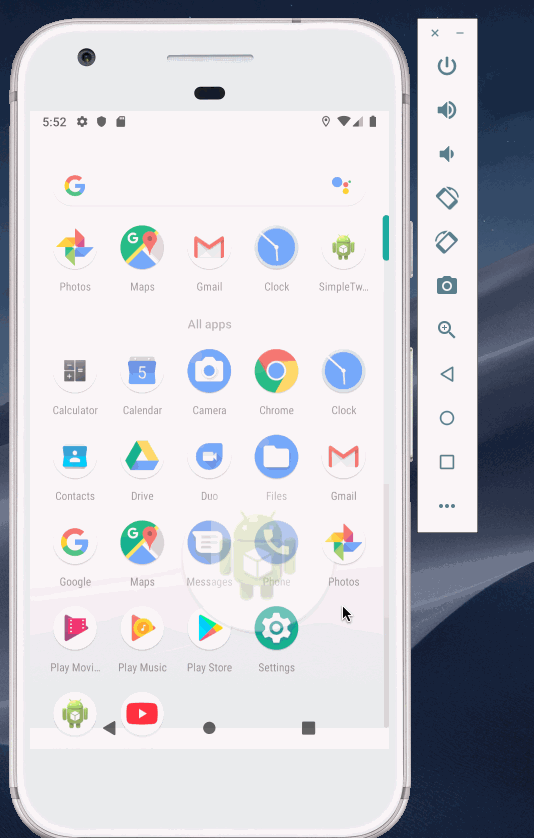 5:52
Photos Maps Gmail Clock SimpleTw...
All apps
Calculator Calendar Camera Chrome Clock
5
Contacts Drive Duo Files Gmail
Google Maps Messages Phone Photos
Play Movi... Play Music Play Store Settings